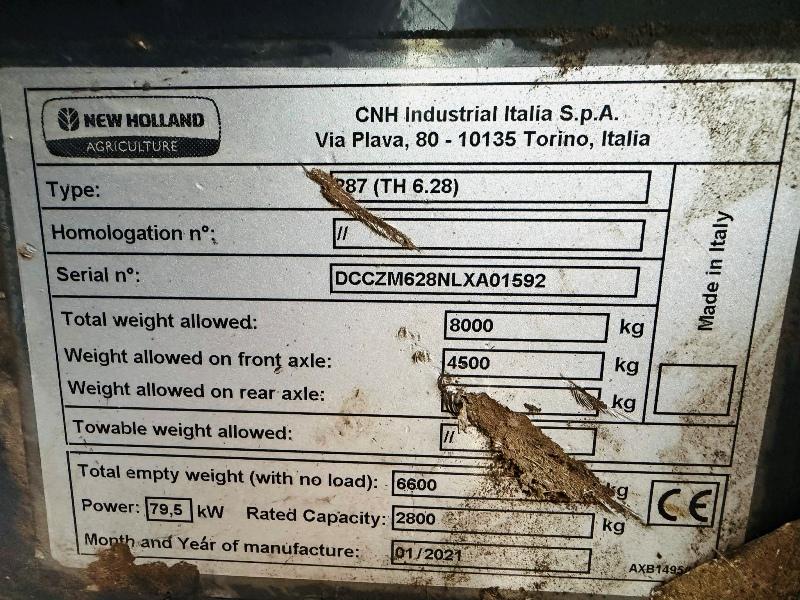 NEW HOLLAND
AGRICULTURE
CNH Industrial Italia S.p.A.
Via Plava, 80 - 10135 Torino, Italia
Type: (TH 6.28)
Homologation n°: //
Serial n°: DCCZM628NLXA01592
Made in Italy
Total weight allowed: 8000 kg
Weight allowed on front axle: 4500 kg
Weight allowed on rear axle: kg
Towable weight allowed: //
Total empty weight (with no load): 6600 kg
CE
Power: 79,5 kW Rated Capacity: 2800 kg
Month and Year of manufacture: 01/2021